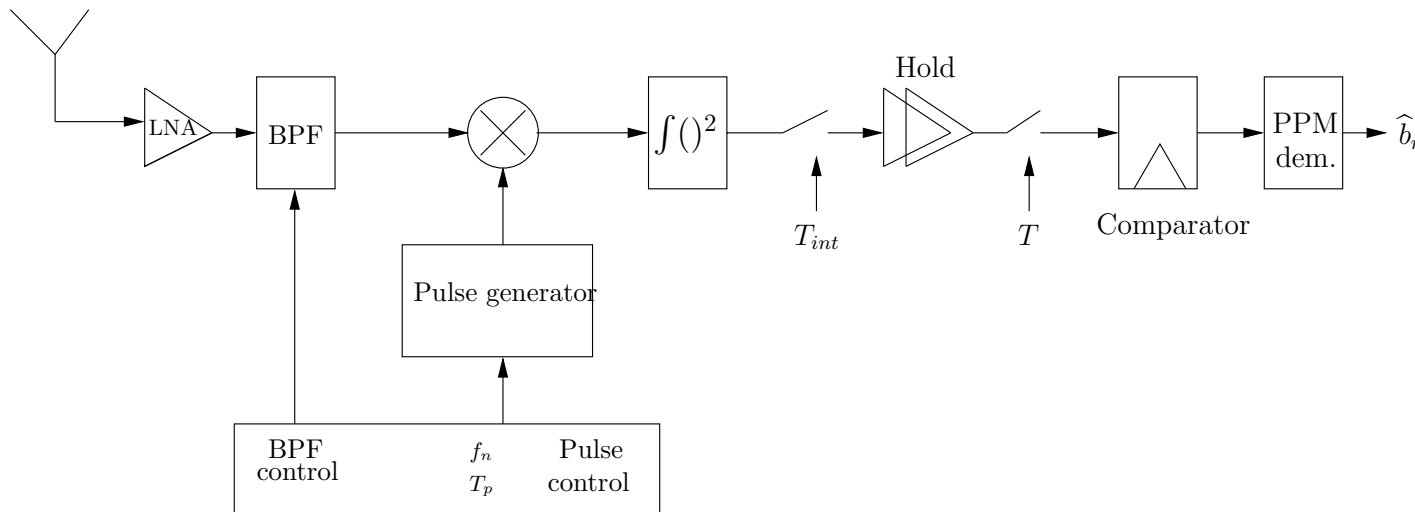 Hold
LNA
BPF
∫()²
PPM
dem.
b̂ₙ
T_int
T
Comparator
Pulse generator
BPF
control
f_n
T_p
Pulse
control